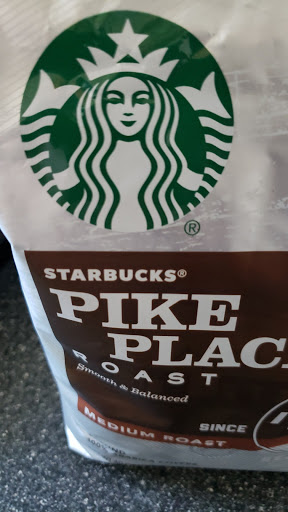 ®
STARBUCKS®
PIKE
PLAC
ROAST
Smooth & Balanced
SINCE
MEDIUM ROAST